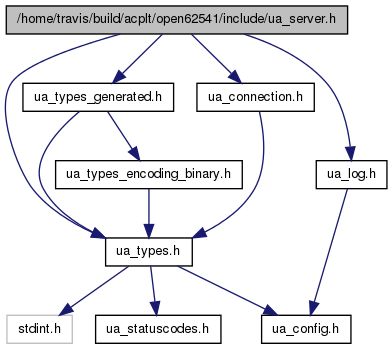 /home/travis/build/acplt/open62541/include/ua_server.h
ua_types_generated.h
ua_connection.h
ua_types_encoding_binary.h
ua_log.h
ua_types.h
stdint.h
ua_statuscodes.h
ua_config.h